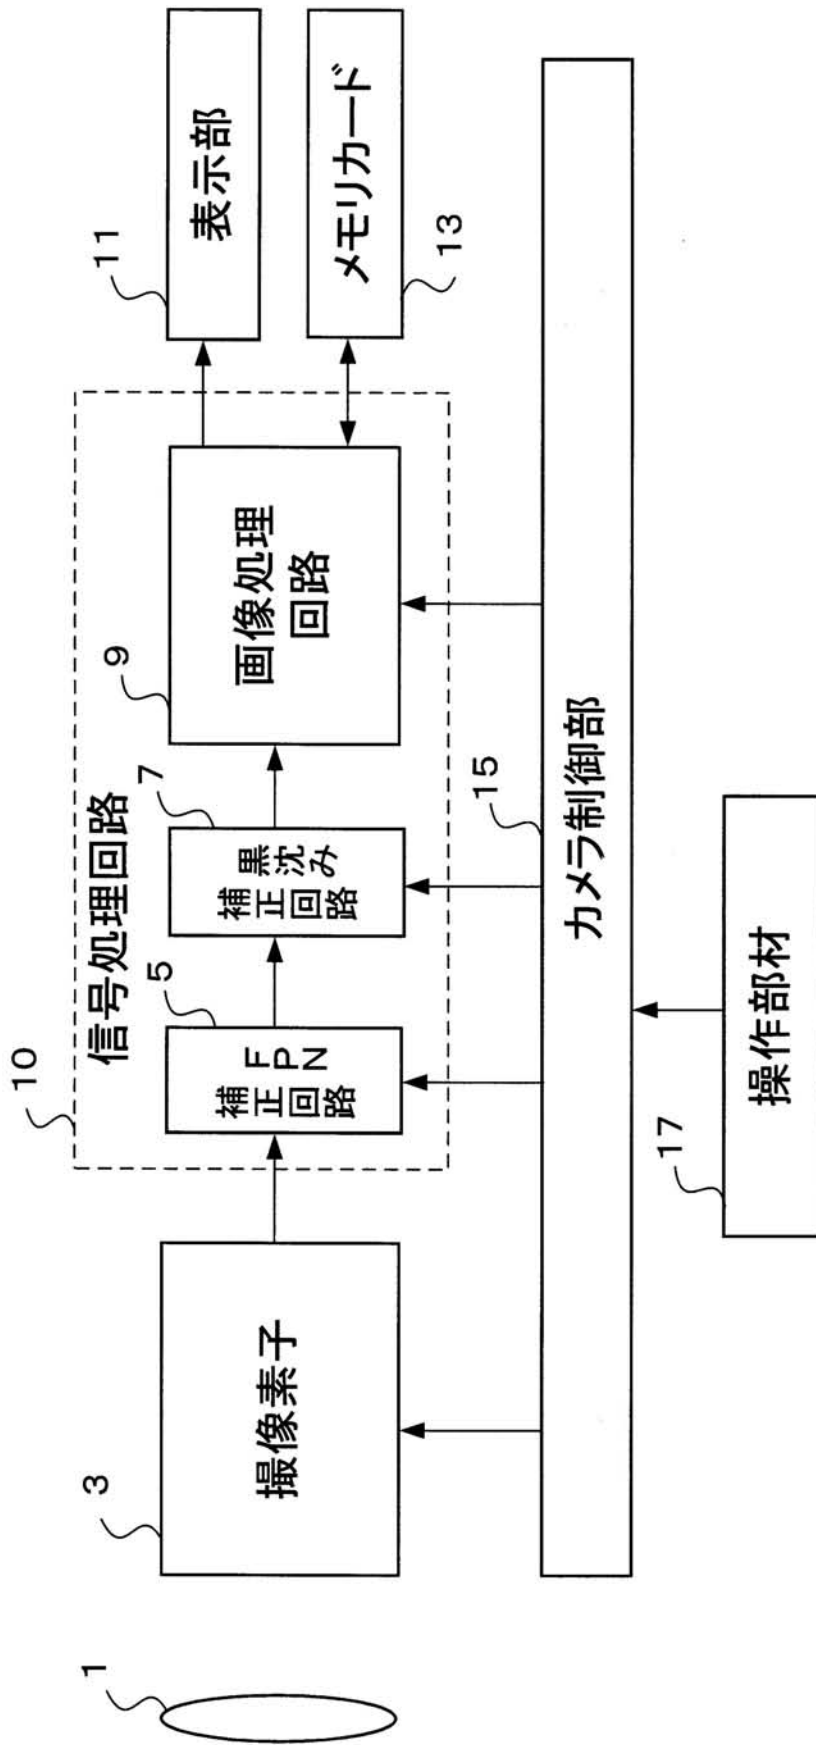 10
信号処理回路
1
3
撮像素子
5
FPN
補正回路
7
黒沈み
補正回路
9
画像処理
回路
11
表示部
メモリカード
13
15
カメラ制御部
17
操作部材